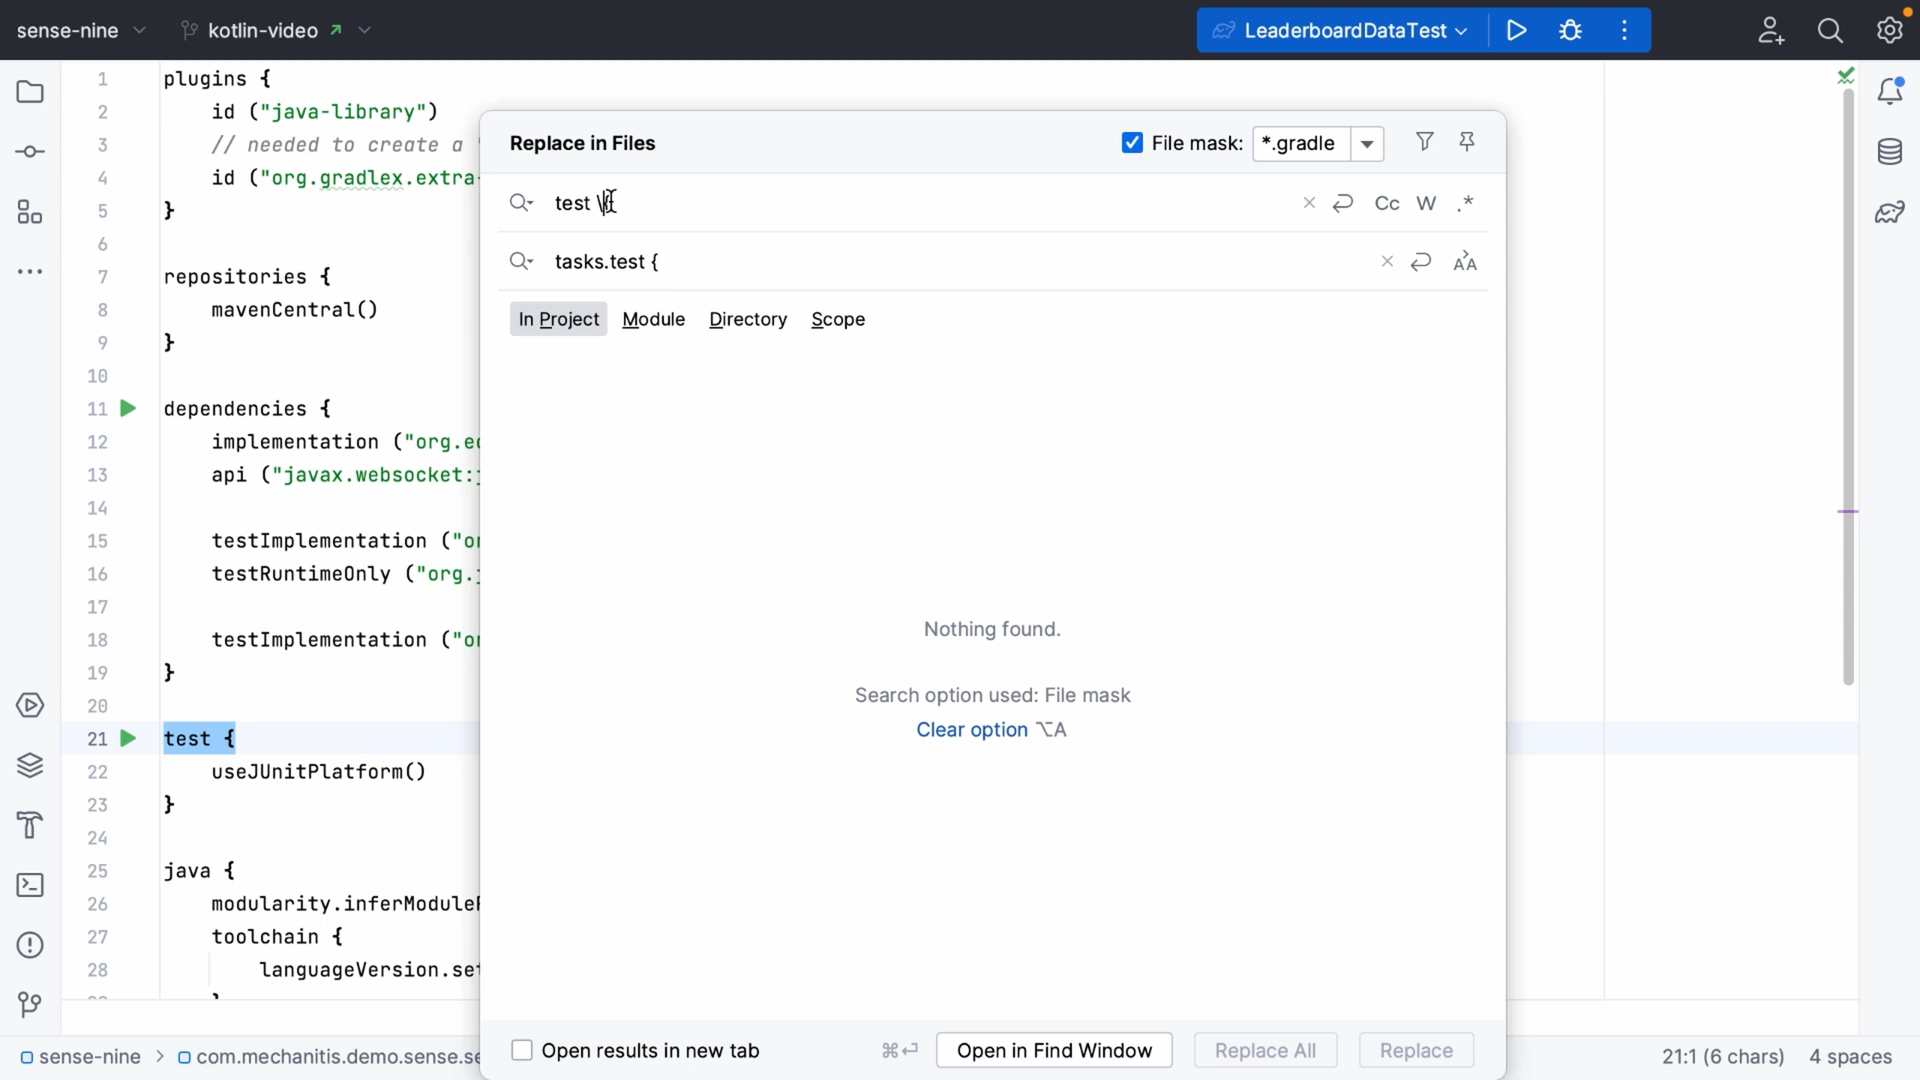 sense-nine
kotlin-video
LeaderboardDataTest
1 plugins {
2 id ("java-library")
3 // needed to create a
4 id ("org.gradlex.extra-
5 }
6
7 repositories {
8 mavenCentral()
9 }
10
11 dependencies {
12 implementation ("org.ec
13 api ("javax.websocket:j
14
15 testImplementation ("or
16 testRuntimeOnly ("org.j
17
18 testImplementation ("or
19 }
20
21 test {
22 useJUnitPlatform()
23 }
24
25 java {
26 modularity.inferModuleP
27 toolchain {
28 languageVersion.set
Replace in Files
File mask: *.gradle
test \{
Cc W .*
tasks.test {
In Project Module Directory Scope
Nothing found.
Search option used: File mask
Clear option ⌥A
Open results in new tab
⌘⏎ Open in Find Window Replace All Replace
sense-nine > com.mechanitis.demo.sense.se
21:1 (6 chars) 4 spaces